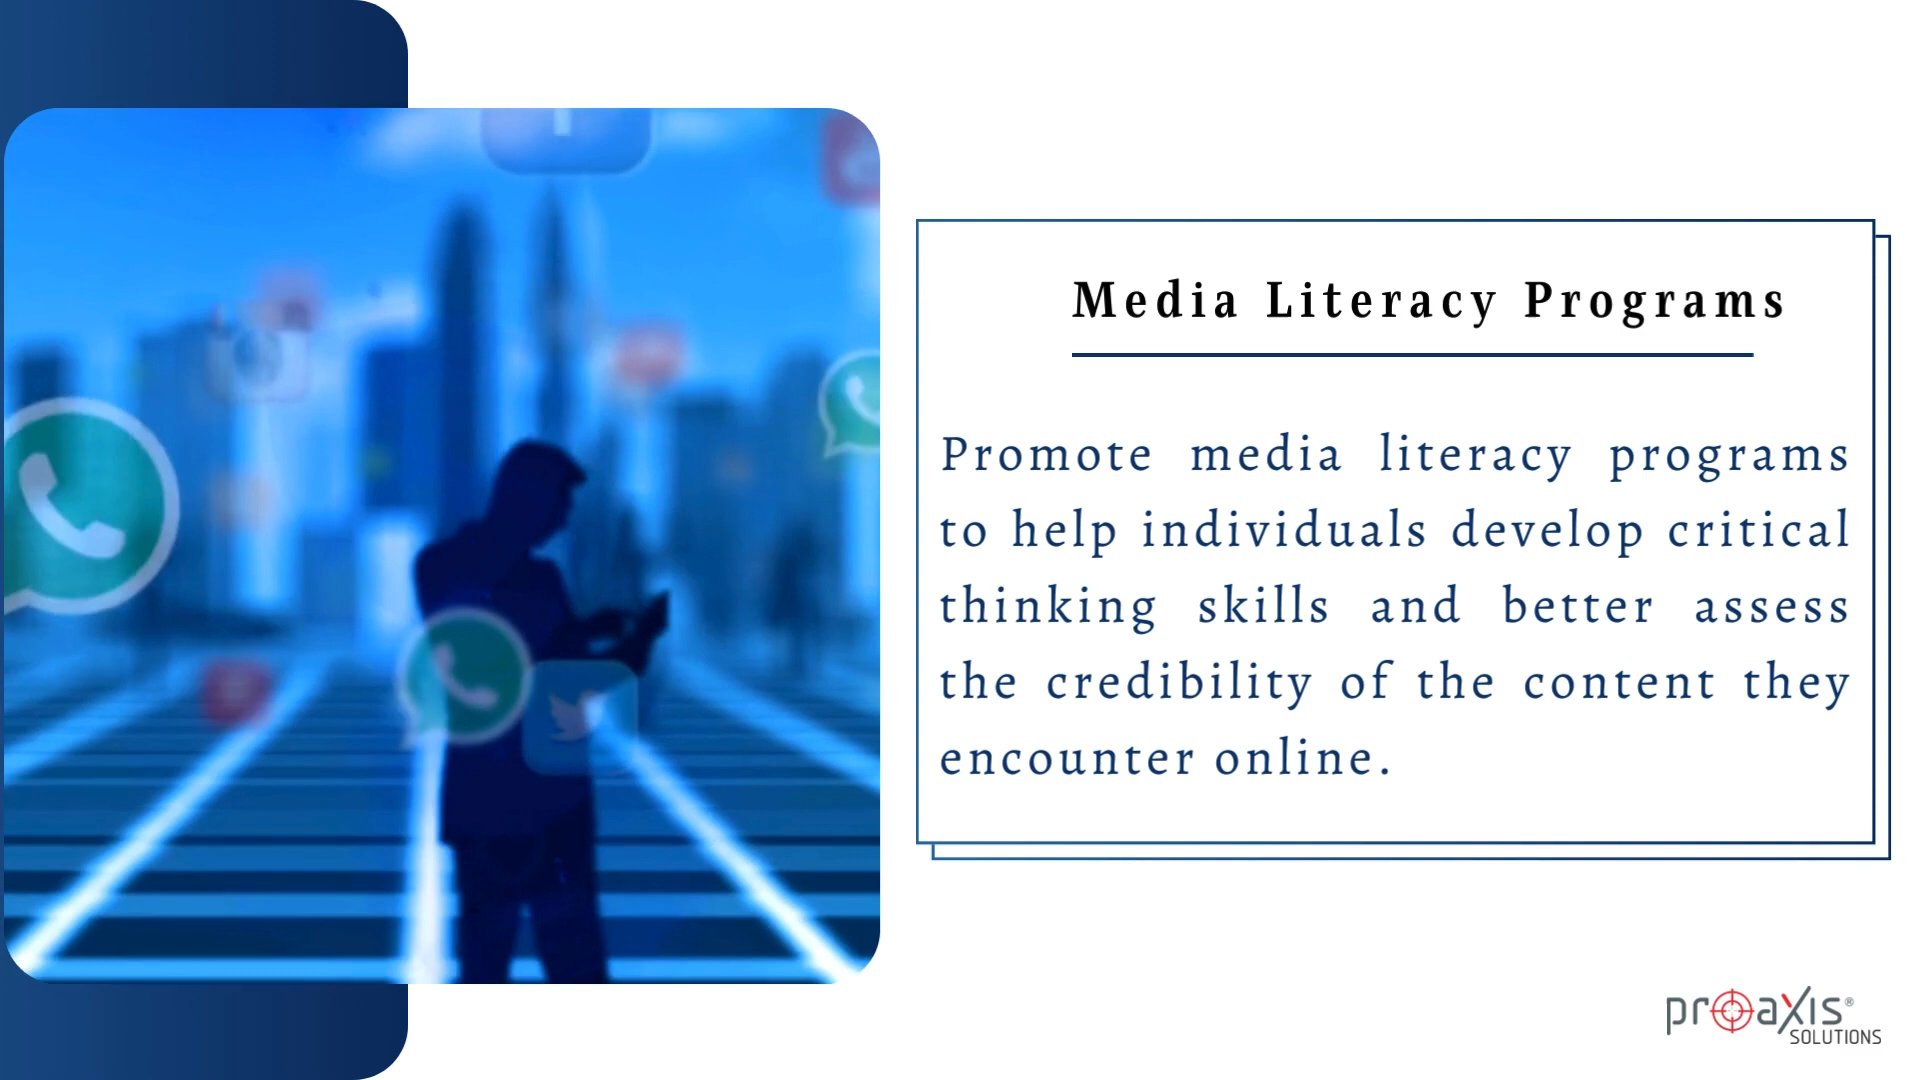 Media Literacy Programs
Promote media literacy programs
to help individuals develop critical
thinking skills and better assess
the credibility of the content they
encounter online.
proaxis®
SOLUTIONS